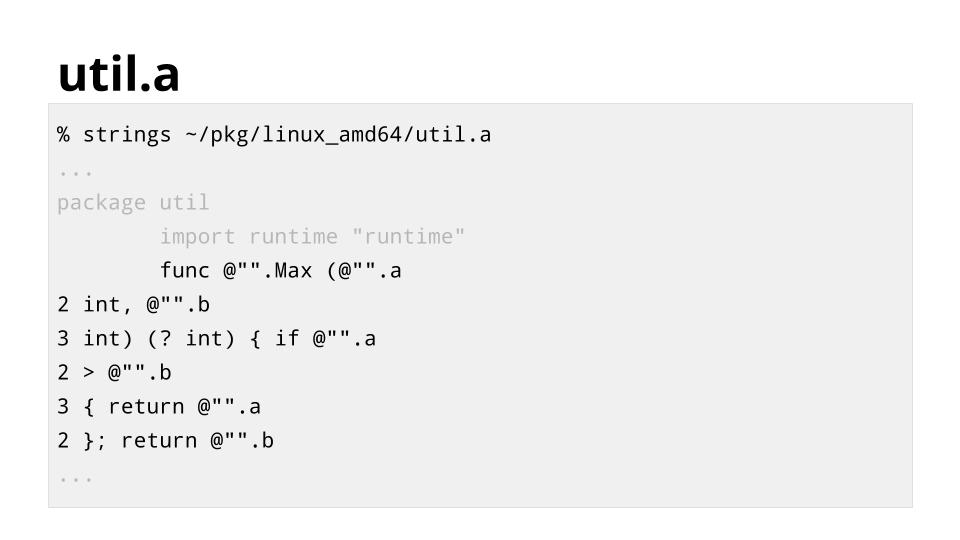 util.a
% strings ~/pkg/linux_amd64/util.a
...
package util
        import runtime "runtime"
        func @"".Max (@"".a
2 int, @"".b
3 int) (? int) { if @"".a
2 > @"".b
3 { return @"".a
2 }; return @"".b
...